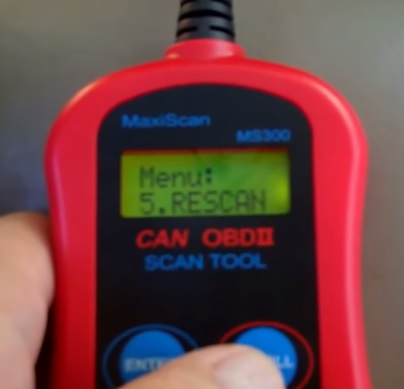 MaxiScan
MS300
Menu:
5.RESCAN
CAN OBDII
SCAN TOOL